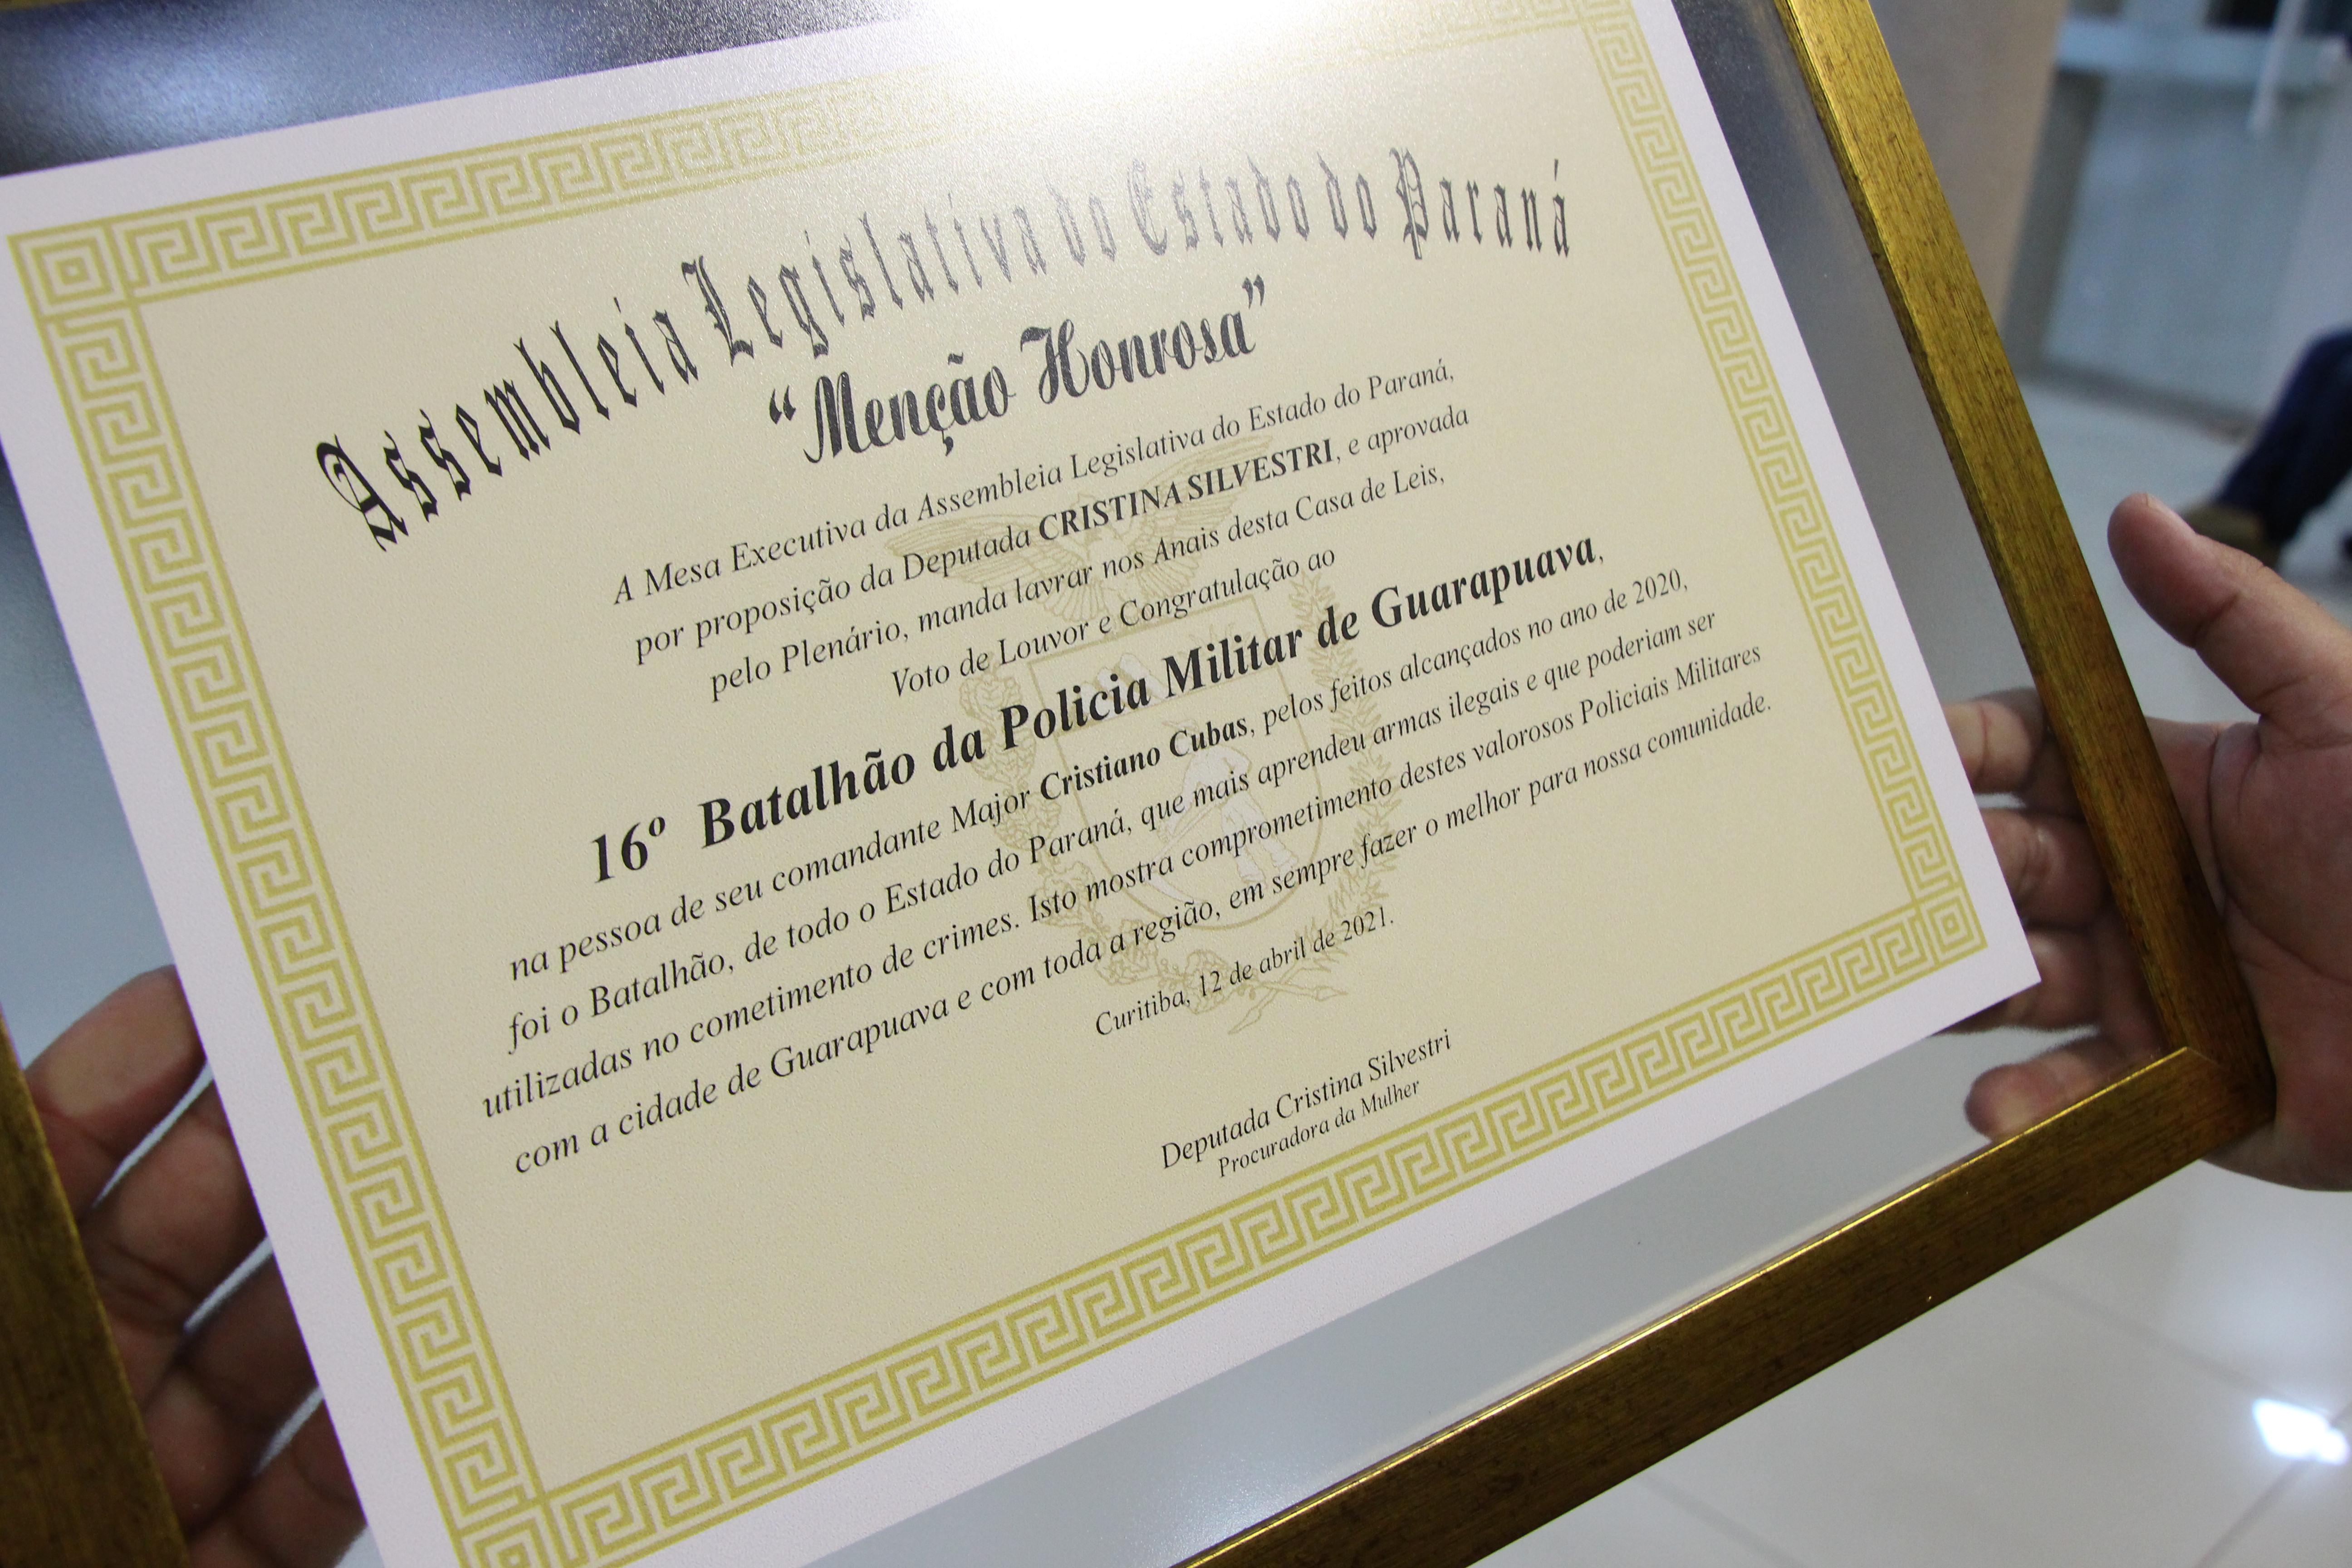 Assembleia Legislativa do Estado do Paraná
“Menção Honrosa”
A Mesa Executiva da Assembleia Legislativa do Estado do Paraná,
por proposição da Deputada CRISTINA SILVESTRI, e aprovada
pelo Plenário, manda lavrar nos Anais desta Casa de Leis,
Voto de Louvor e Congratulação ao
16º Batalhão da Policia Militar de Guarapuava,
na pessoa de seu comandante Major Cristiano Cubas, pelos feitos alcançados no ano de 2020,
foi o Batalhão, de todo o Estado do Paraná, que mais aprendeu armas ilegais e que poderiam ser
utilizadas no cometimento de crimes. Isto mostra comprometimento destes valorosos Policiais Militares
com a cidade de Guarapuava e com toda a região, em sempre fazer o melhor para nossa comunidade.
Curitiba, 12 de abril de 2021.
Deputada Cristina Silvestri
Procuradora da Mulher